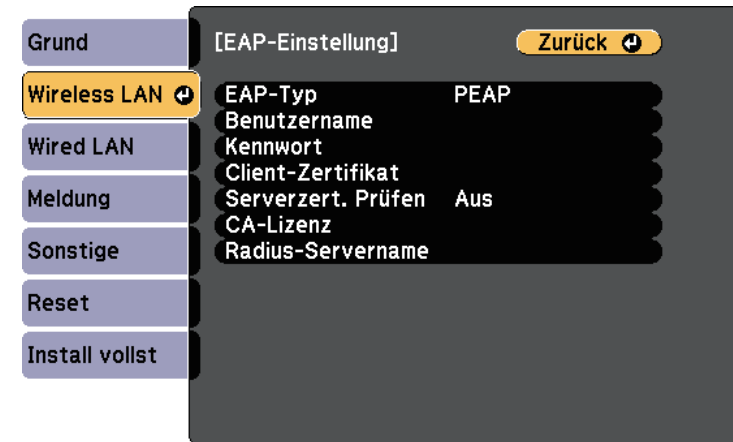 Grund
Wireless LAN
Wired LAN
Meldung
Sonstige
Reset
Install vollst
[EAP-Einstellung]
Zurück
EAP-Typ PEAP
Benutzername
Kennwort
Client-Zertifikat
Serverzert. Prüfen Aus
CA-Lizenz
Radius-Servername